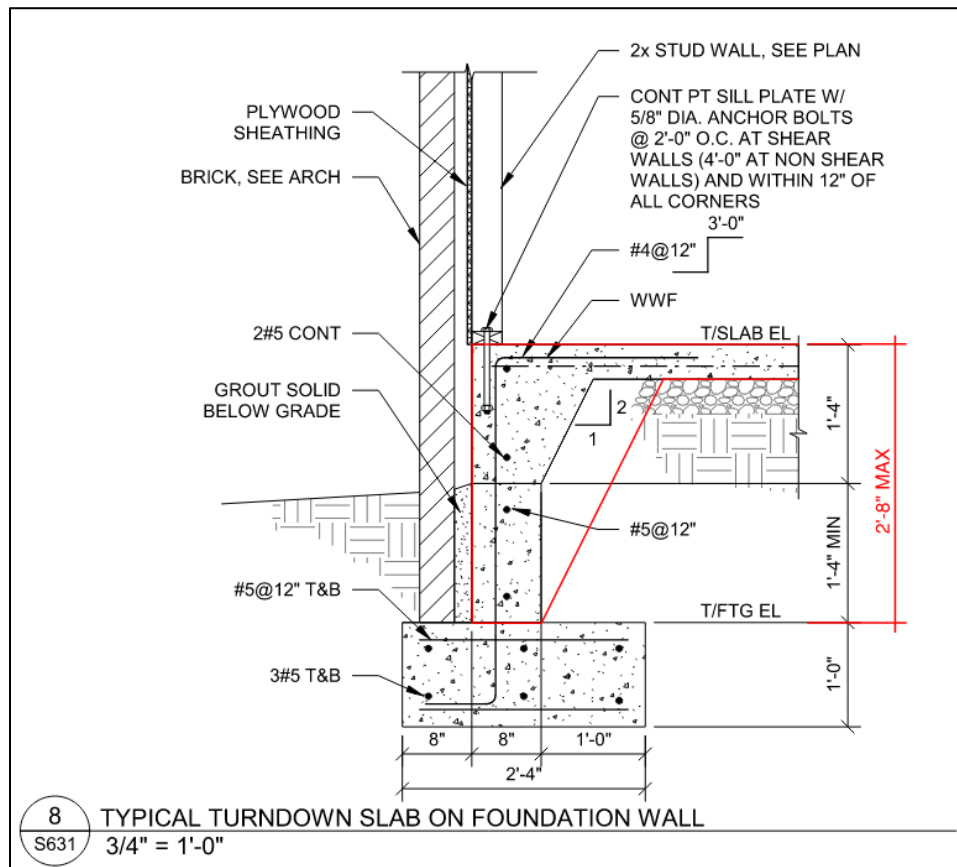 2x STUD WALL, SEE PLAN
PLYWOOD
SHEATHING
CONT PT SILL PLATE W/
5/8" DIA. ANCHOR BOLTS
@ 2'-0" O.C. AT SHEAR
WALLS (4'-0" AT NON SHEAR
WALLS) AND WITHIN 12" OF
ALL CORNERS
BRICK, SEE ARCH
3'-0"
#4@12"
WWF
2#5 CONT
T/SLAB EL
GROUT SOLID
BELOW GRADE
2
1
1'-4"
2'-8" MAX
#5@12"
1'-4" MIN
#5@12" T&B
T/FTG EL
3#5 T&B
1'-0"
8"
8"
1'-0"
2'-4"
8
S631
TYPICAL TURNDOWN SLAB ON FOUNDATION WALL
3/4" = 1'-0"